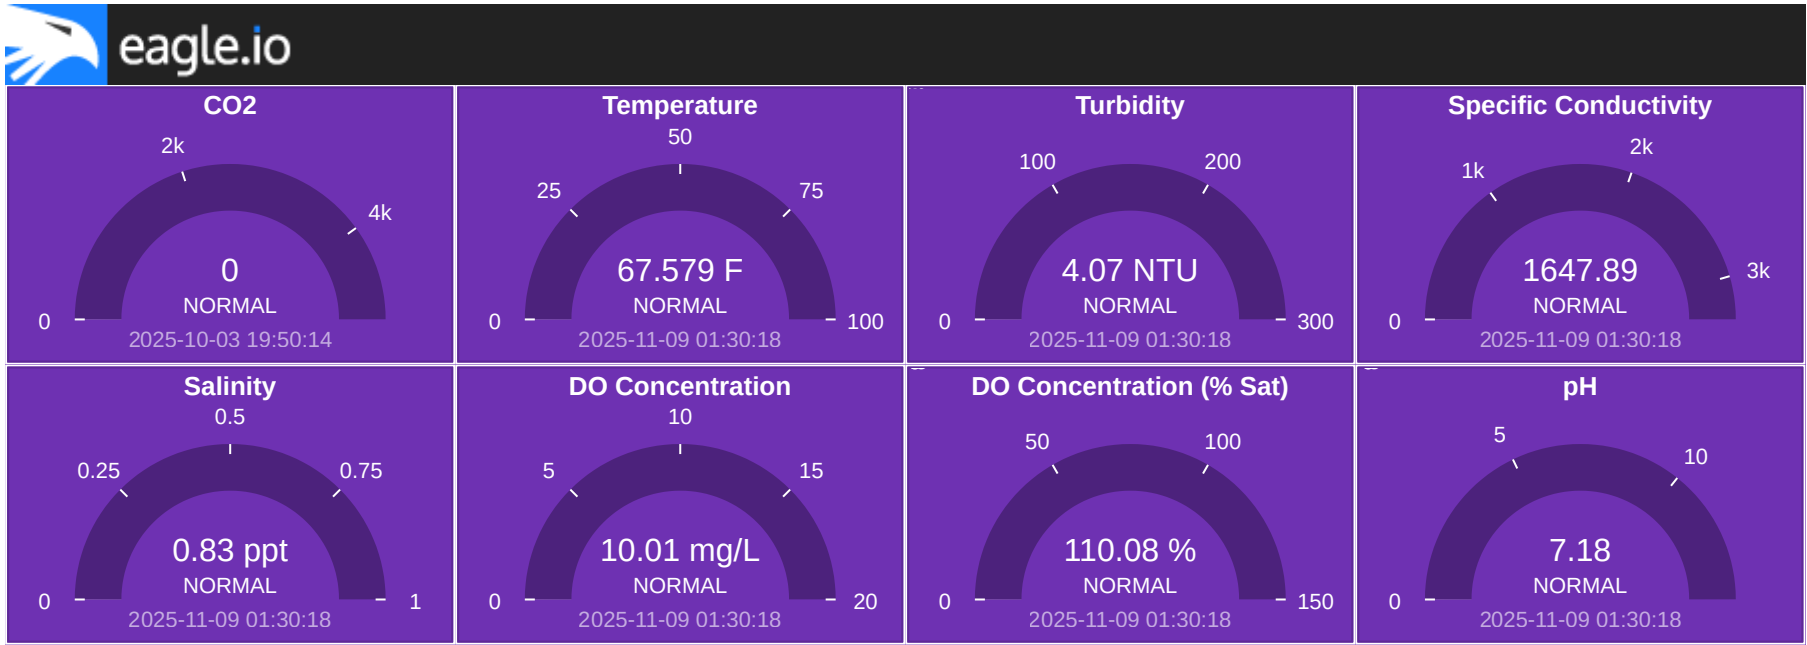 eagle.io
CO2
2k
4k
0
NORMAL
0
2025-10-03 19:50:14
Temperature
50
25
75
67.579 F
NORMAL
0
100
2025-11-09 01:30:18
Turbidity
100
200
4.07 NTU
NORMAL
0
300
2025-11-09 01:30:18
Specific Conductivity
2k
1k
3k
1647.89
NORMAL
0
2025-11-09 01:30:18
Salinity
0.5
0.25
0.75
0.83 ppt
NORMAL
0
1
2025-11-09 01:30:18
DO Concentration
10
5
15
10.01 mg/L
NORMAL
0
20
2025-11-09 01:30:18
DO Concentration (% Sat)
50
100
110.08 %
NORMAL
0
150
2025-11-09 01:30:18
pH
5
10
7.18
NORMAL
0
2025-11-09 01:30:18